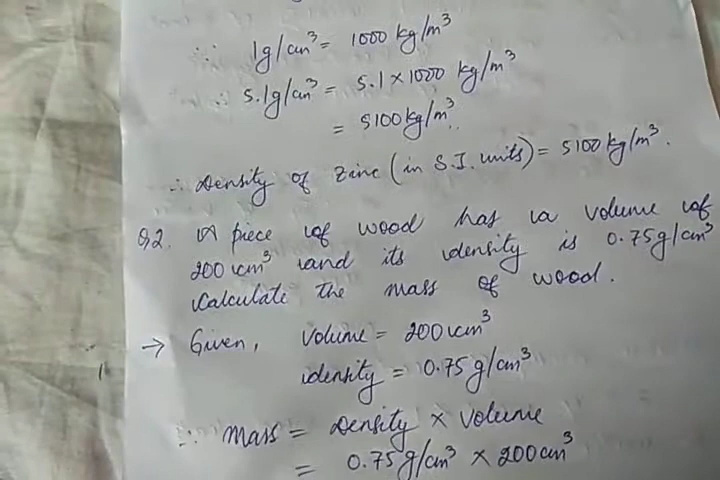 ∵ 1g/cm³ = 1000 kg/m³
∴ 5.1g/cm³ = 5.1 × 1000 kg/m³
= 5100 kg/m³.
∴ Density of Zinc (in S.I. units) = 5100 kg/m³.
Q2. A piece of wood has a volume of
200 cm³ and its density is 0.75g/cm³
Calculate the mass of wood.
→ Given, Volume = 200 cm³
density = 0.75 g/cm³
∴ Mass = Density × Volume
= 0.75 g/cm³ × 200 cm³